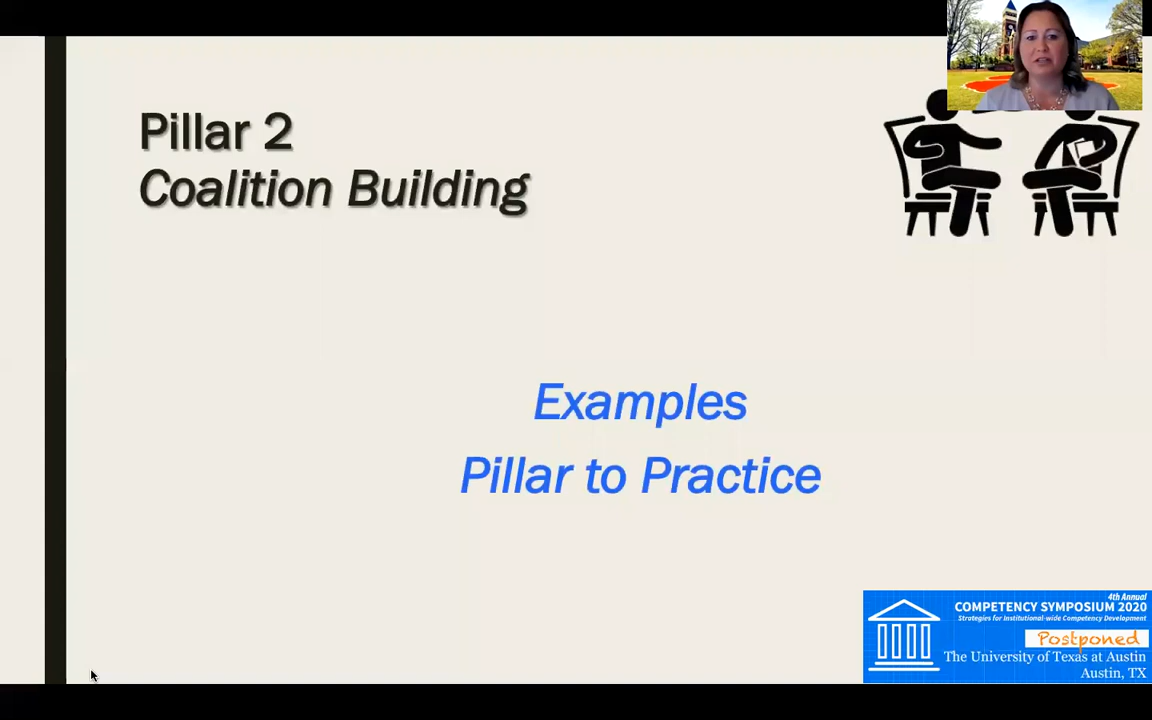 Pillar 2
Coalition Building
Examples
Pillar to Practice
4th Annual
COMPETENCY SYMPOSIUM 2020
Strategies for Institutional-wide Competency Development
Postponed
The University of Texas at Austin
Austin, TX